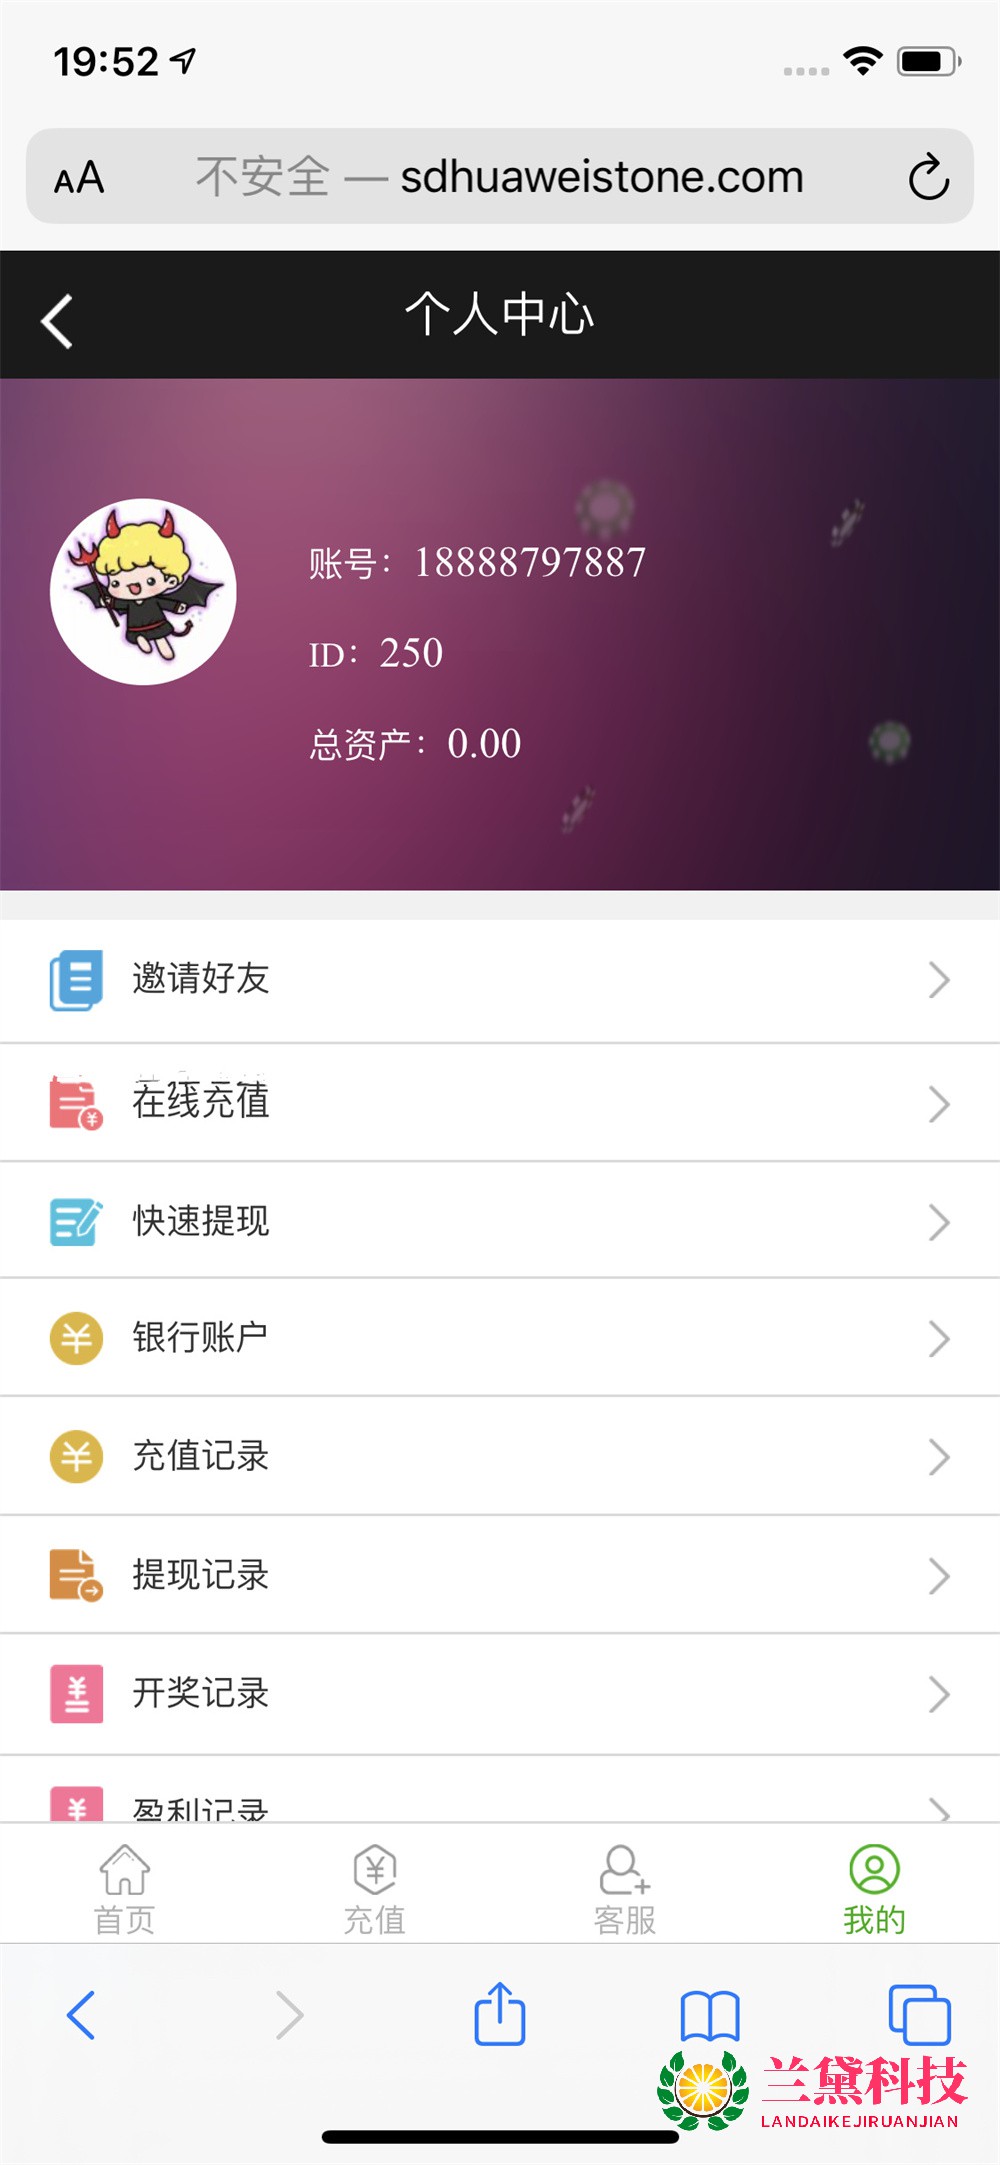 19:52
AA 不安全 — sdhuaweistone.com
个人中心
账号：18888797887
ID：250
总资产：0.00
邀请好友
在线充值
快速提现
银行账户
充值记录
提现记录
开奖记录
盈利记录
首页 充值 客服 我的
兰黛科技
LANDAIKEJIRUANJIAN